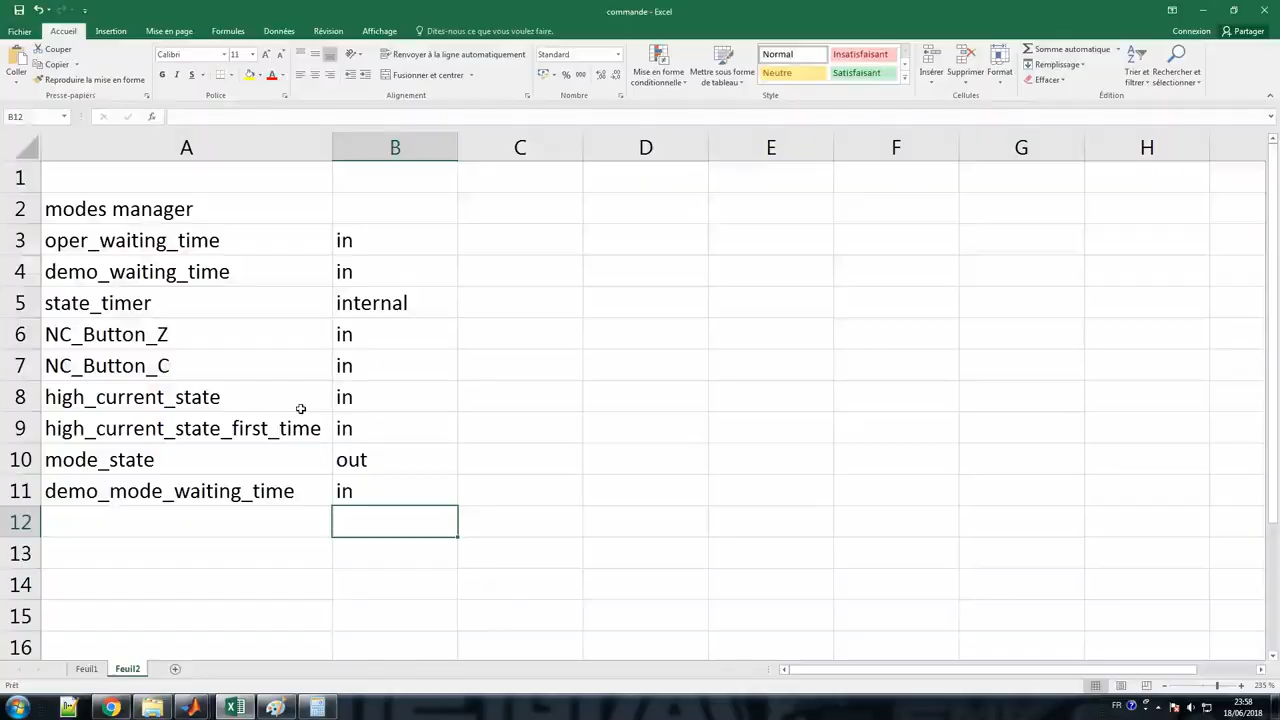 commande - Excel
Fichier Accueil Insertion Mise en page Formules Données Révision Affichage Dites-nous ce que vous voulez faire. Connexion Partager
Coller
Couper
Copier
Reproduire la mise en forme
Presse-papiers
Calibri 11
G I S
Police
Renvoyer à la ligne automatiquement
Fusionner et centrer
Alignement
Standard
% 000
Nombre
Mise en forme conditionnelle
Mettre sous forme de tableau
Normal Insatisfaisant
Neutre Satisfaisant
Style
Insérer Supprimer Format
Cellules
Somme automatique
Remplissage
Effacer
Trier et filtrer
Rechercher et sélectionner
Édition
B12 fx
A B C D E F G H
1
2 modes manager
3 oper_waiting_time in
4 demo_waiting_time in
5 state_timer internal
6 NC_Button_Z in
7 NC_Button_C in
8 high_current_state in
9 high_current_state_first_time in
10 mode_state out
11 demo_mode_waiting_time in
12
13
14
15
16
Feuil1 Feuil2
Prêt 235 %
FR 23:58
18/06/2018